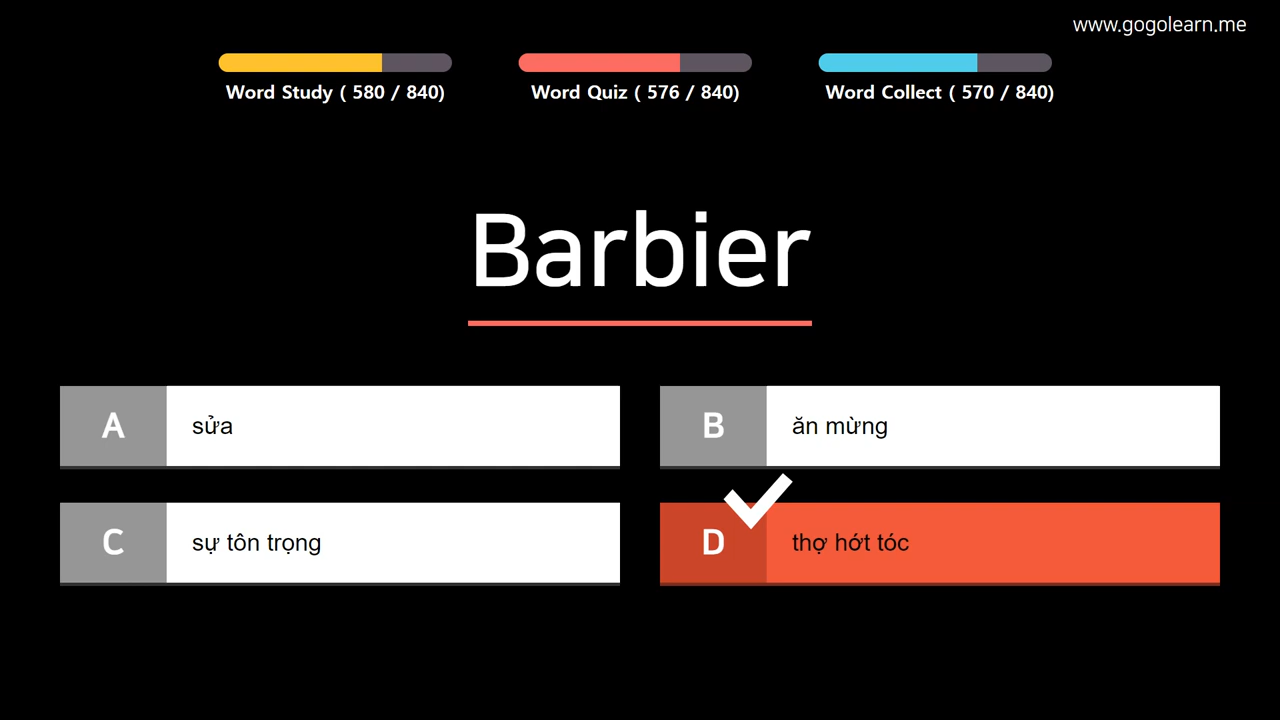 www.gogolearn.me
Word Study ( 580 / 840)
Word Quiz ( 576 / 840)
Word Collect ( 570 / 840)
Barbier
A sửa
B ăn mừng
C sự tôn trọng
D thợ hớt tóc